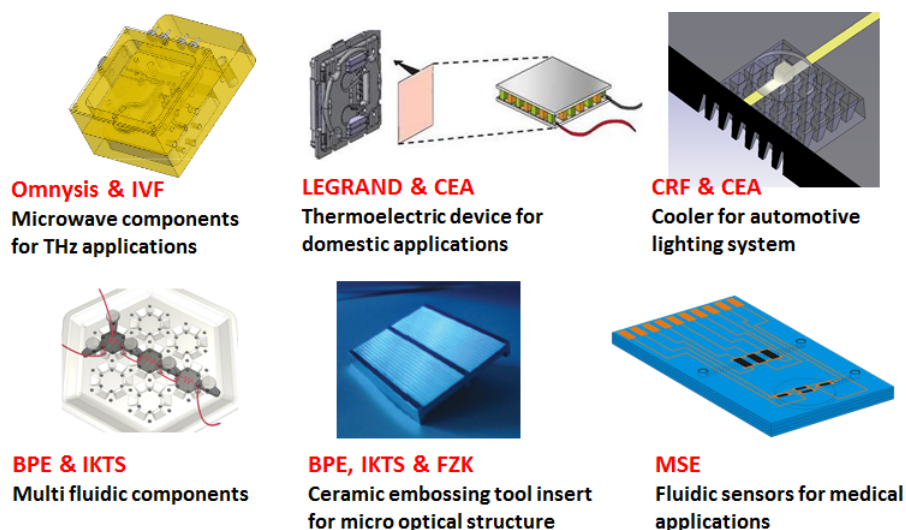 Omnysis & IVF
Microwave components
for THz applications
LEGRAND & CEA
Thermoelectric device for
domestic applications
CRF & CEA
Cooler for automotive
lighting system
BPE & IKTS
Multi fluidic components
BPE, IKTS & FZK
Ceramic embossing tool insert
for micro optical structure
MSE
Fluidic sensors for medical
applications